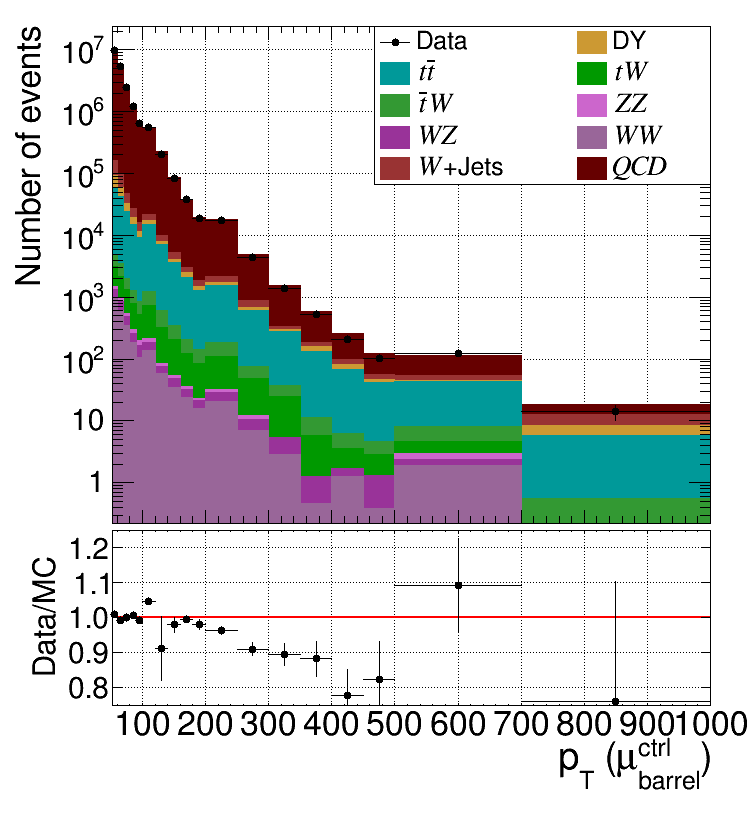 Number of events
10⁷
10⁶
10⁵
10⁴
10³
10²
10
1
Data
DY
tt̄
tW
t̄W
ZZ
WZ
WW
W+Jets
QCD
Data/MC
1.2
1.1
1.0
0.9
0.8
100 200 300 400 500 600 700 800 900 1000
p_T (μ^ctrl_barrel)